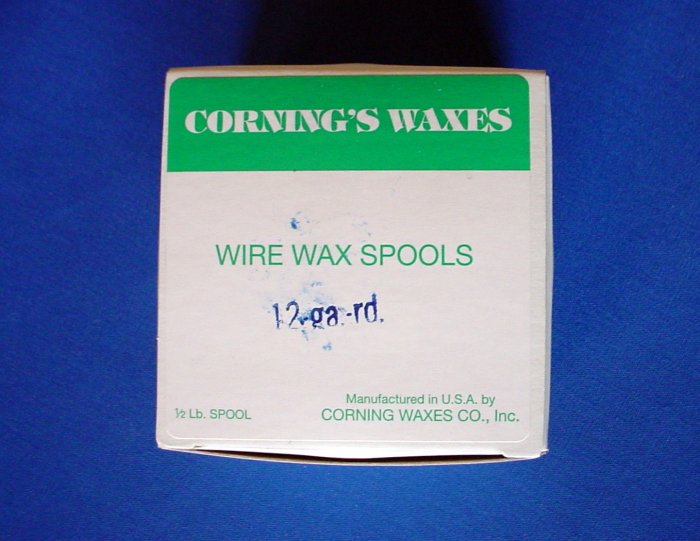 CORNING'S WAXES
WIRE WAX SPOOLS
12-ga.-rd.
½ Lb. SPOOL
Manufactured in U.S.A. by
CORNING WAXES CO., Inc.